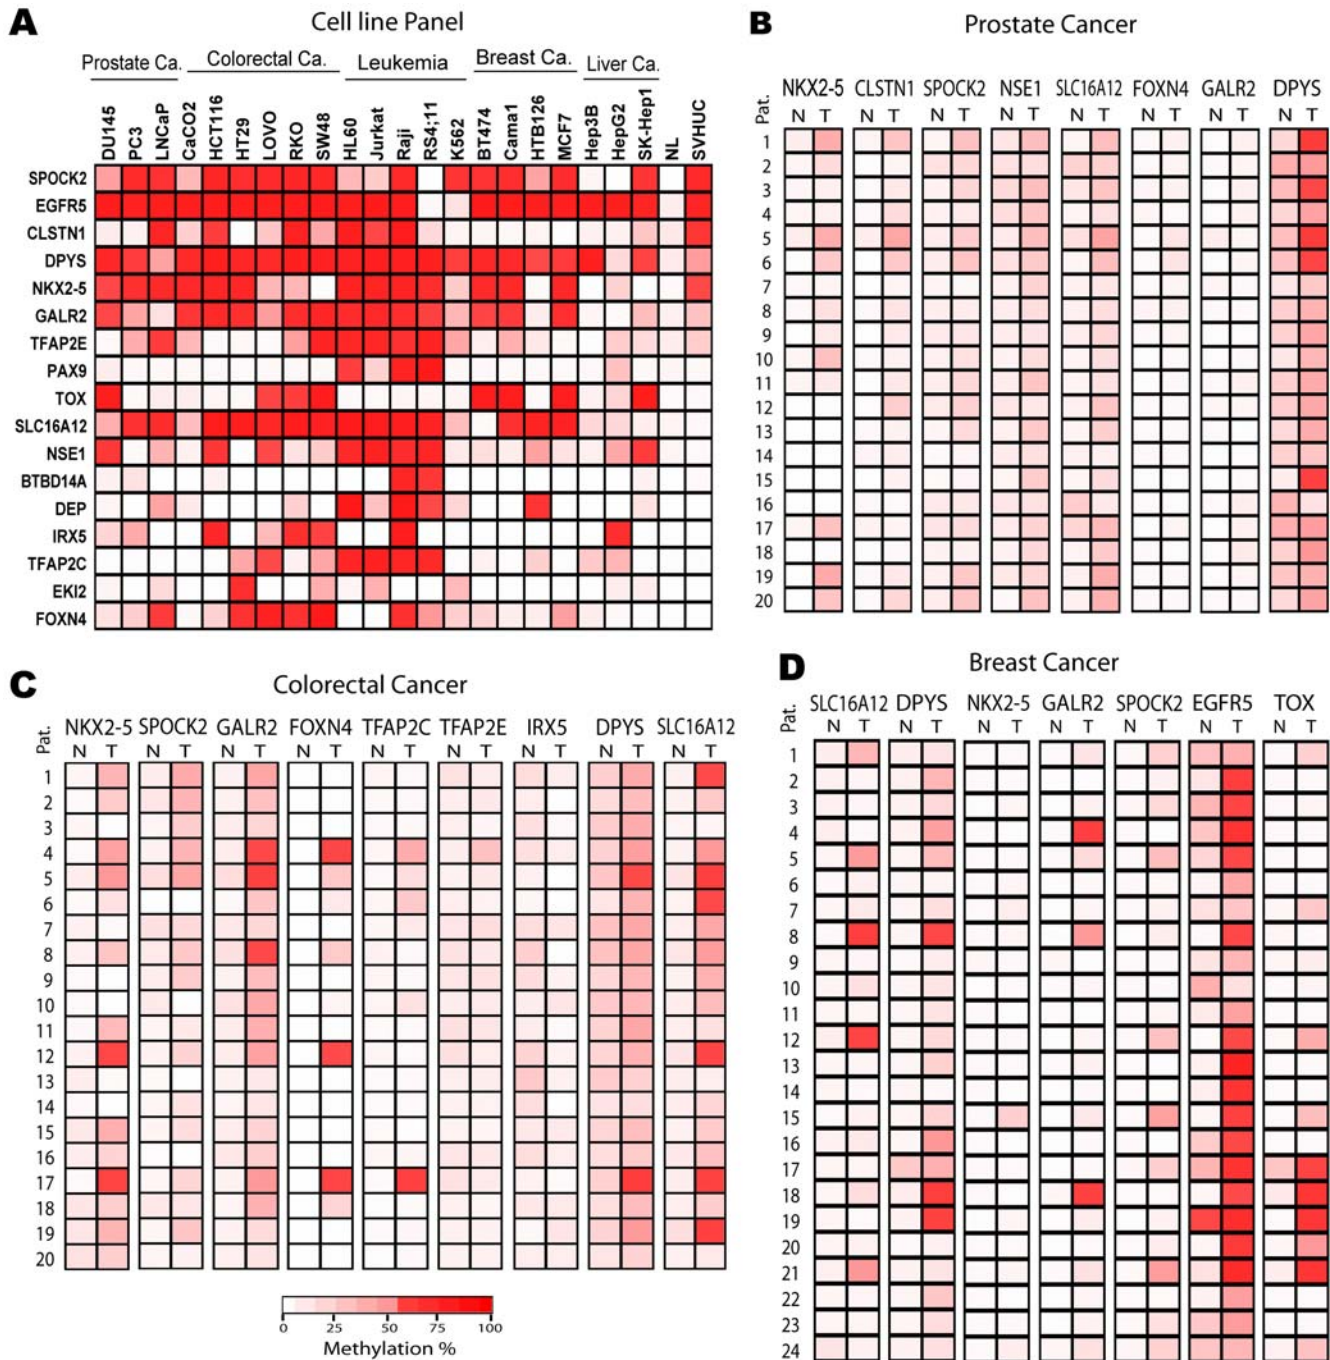 A
Cell line Panel
Prostate Ca.
Colorectal Ca.
Leukemia
Breast Ca.
Liver Ca.
DU145
PC3
LNCaP
CaCO2
HCT116
HT29
LOVO
RKO
SW48
HL60
Jurkat
Raji
RS4;11
K562
BT474
Cama1
HTB126
MCF7
Hep3B
HepG2
SK-Hep1
NL
SVHUC
SPOCK2
EGFR5
CLSTN1
DPYS
NKX2-5
GALR2
TFAP2E
PAX9
TOX
SLC16A12
NSE1
BTBD14A
DEP
IRX5
TFAP2C
EKI2
FOXN4
B
Prostate Cancer
NKX2-5 CLSTN1 SPOCK2 NSE1 SLC16A12 FOXN4 GALR2 DPYS
Pat.
N T N T N T N T N T N T N T N T
1
2
3
4
5
6
7
8
9
10
11
12
13
14
15
16
17
18
19
20
C
Colorectal Cancer
NKX2-5 SPOCK2 GALR2 FOXN4 TFAP2C TFAP2E IRX5 DPYS SLC16A12
Pat.
N T N T N T N T N T N T N T N T N T
1
2
3
4
5
6
7
8
9
10
11
12
13
14
15
16
17
18
19
20
0 25 50 75 100
Methylation %
D
Breast Cancer
SLC16A12 DPYS NKX2-5 GALR2 SPOCK2 EGFR5 TOX
Pat.
N T N T N T N T N T N T N T
1
2
3
4
5
6
7
8
9
10
11
12
13
14
15
16
17
18
19
20
21
22
23
24